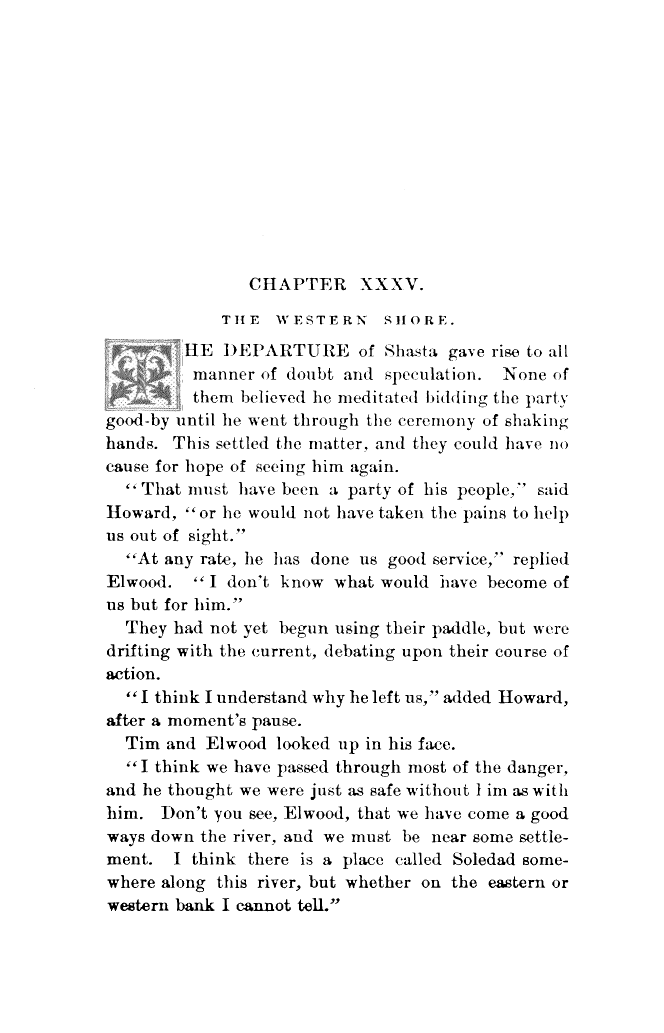 CHAPTER XXXV.
THE WESTERN SHORE.
THE DEPARTURE of Shasta gave rise to all
manner of doubt and speculation. None of
them believed he meditated bidding the party
good-by until he went through the ceremony of shaking
hands. This settled the matter, and they could have no
cause for hope of seeing him again.
“That must have been a party of his people,” said
Howard, “or he would not have taken the pains to help
us out of sight.”
“At any rate, he has done us good service,” replied
Elwood. “I don't know what would have become of
us but for him.”
They had not yet begun using their paddle, but were
drifting with the current, debating upon their course of
action.
“I think I understand why he left us,” added Howard,
after a moment's pause.
Tim and Elwood looked up in his face.
“I think we have passed through most of the danger,
and he thought we were just as safe without him as with
him. Don't you see, Elwood, that we have come a good
ways down the river, and we must be near some settle-
ment. I think there is a place called Soledad some-
where along this river, but whether on the eastern or
western bank I cannot tell.”